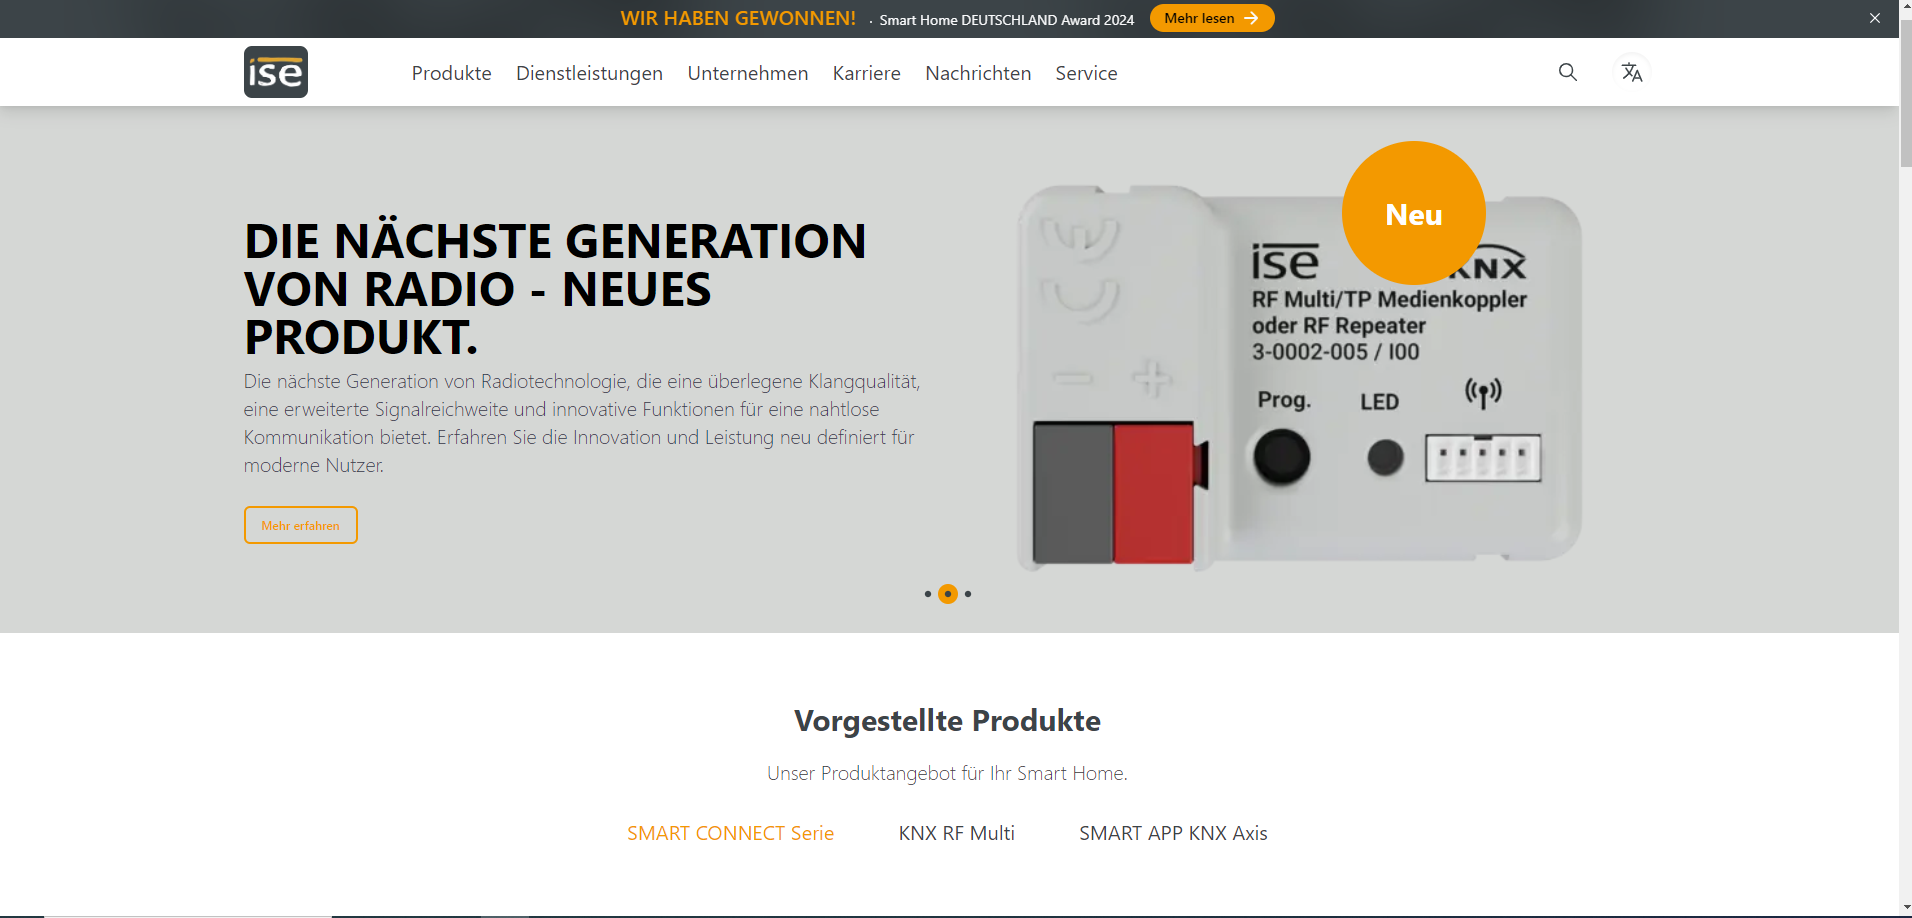 WIR HABEN GEWONNEN! · Smart Home DEUTSCHLAND Award 2024 Mehr lesen →
ise Produkte Dienstleistungen Unternehmen Karriere Nachrichten Service
DIE NÄCHSTE GENERATION
VON RADIO - NEUES
PRODUKT.
Die nächste Generation von Radiotechnologie, die eine überlegene Klangqualität,
eine erweiterte Signalreichweite und innovative Funktionen für eine nahtlose
Kommunikation bietet. Erfahren Sie die Innovation und Leistung neu definiert für
moderne Nutzer.
Mehr erfahren
Neu
CE
ise KNX
RF Multi/TP Medienkoppler
oder RF Repeater
3-0002-005 / I00
Prog. LED
− +
Vorgestellte Produkte
Unser Produktangebot für Ihr Smart Home.
SMART CONNECT Serie KNX RF Multi SMART APP KNX Axis